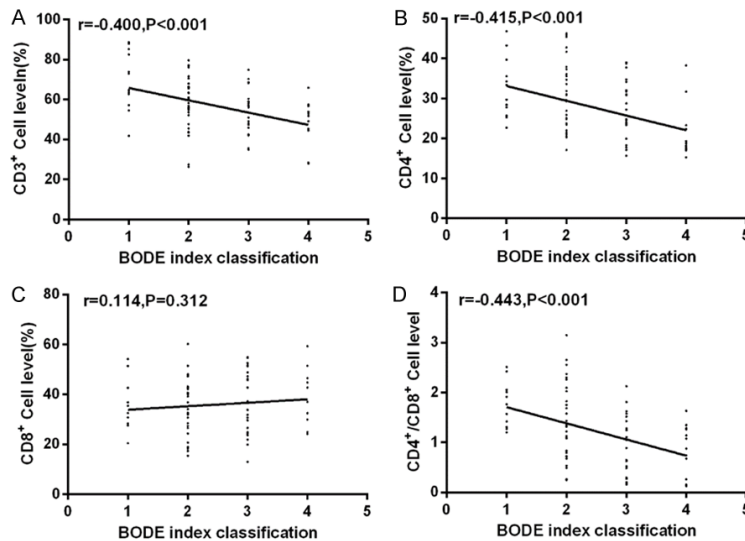 A
r=-0.400,P<0.001
100
80
60
40
20
0
CD3+ Cell leveln(%)
0 1 2 3 4 5
BODE index classification
B
r=-0.415,P<0.001
50
40
30
20
10
0
CD4+ Cell level(%)
0 1 2 3 4 5
BODE index classification
C
r=0.114,P=0.312
80
60
40
20
0
CD8+ Cell level(%)
0 1 2 3 4 5
BODE index classification
D
r=-0.443,P<0.001
4
3
2
1
0
CD4+/CD8+ Cell level
0 1 2 3 4 5
BODE index classification